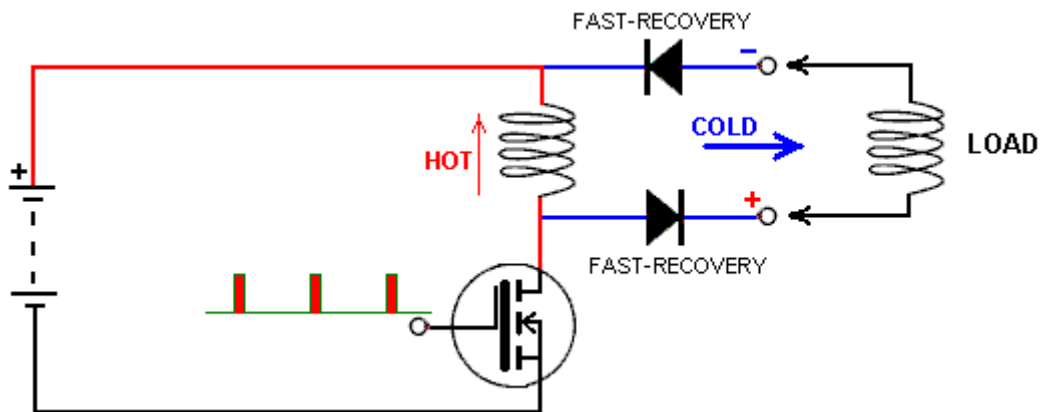 FAST-RECOVERY
−
COLD
HOT
LOAD
+
+
FAST-RECOVERY